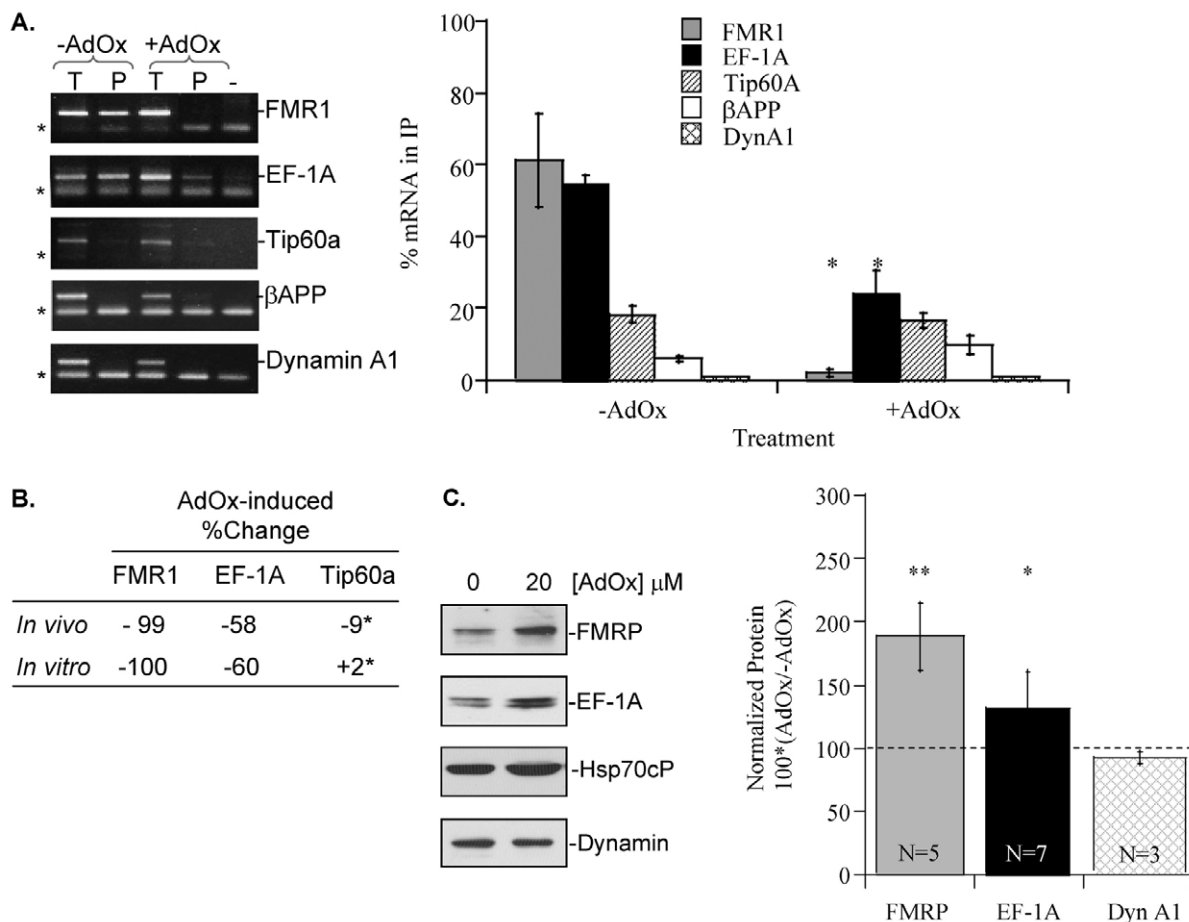 A.
-AdOx +AdOx
T P T P -
-FMR1
*
-EF-1A
*
-Tip60a
*
-βAPP
*
-Dynamin A1
*
100
80
60
40
20
0
% mRNA in IP
FMR1
EF-1A
Tip60A
βAPP
DynA1
* *
-AdOx +AdOx
Treatment
B.
AdOx-induced
%Change
FMR1 EF-1A Tip60a
In vivo - 99 -58 -9*
In vitro -100 -60 +2*
C.
0 20 [AdOx] μM
-FMRP
-EF-1A
-Hsp70cP
-Dynamin
300
250
200
150
100
50
0
Normalized Protein
100*(AdOx/-AdOx)
** *
N=5 N=7 N=3
FMRP EF-1A Dyn A1